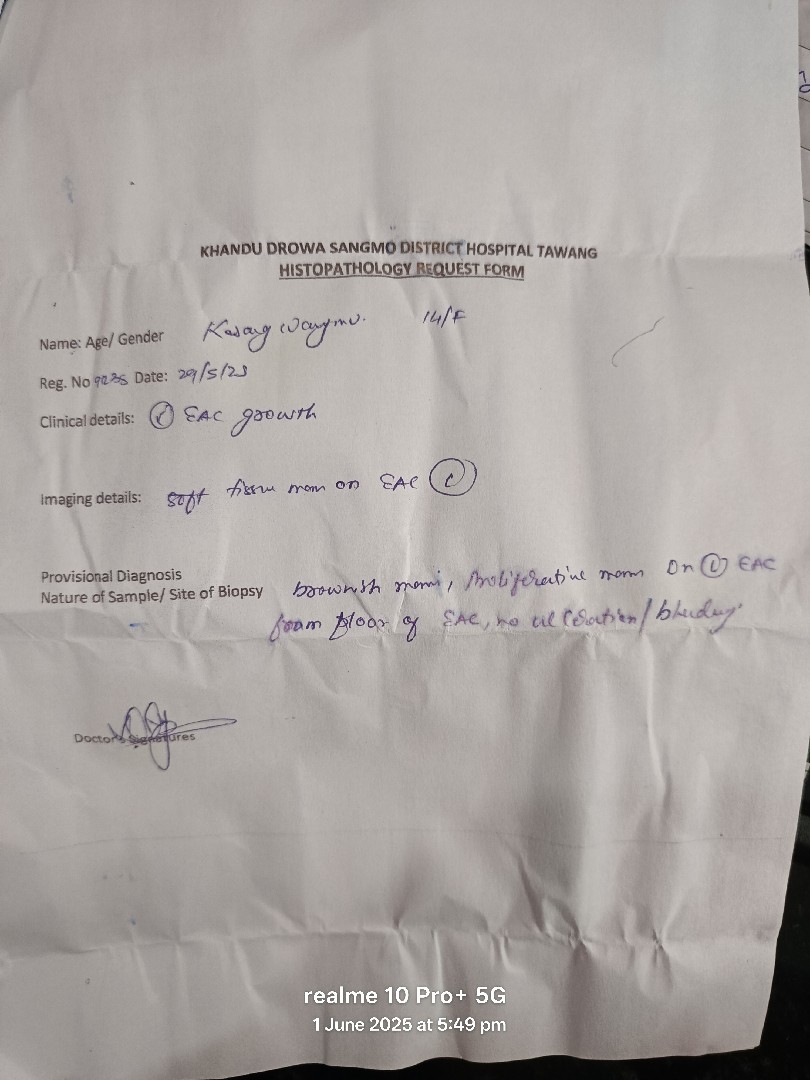 KHANDU DROWA SANGMO DISTRICT HOSPITAL TAWANG
HISTOPATHOLOGY REQUEST FORM
Name: Age/ Gender Kesang Wangmu. 14/F
Reg. No Date: 29/5/25
Clinical details: (L) EAC growth
Imaging details: soft tissue mass on EAC (L)
Provisional Diagnosis
Nature of Sample/ Site of Biopsy brownish mass, Proliferative mass On (L) EAC
from floor of EAC, no ulceration/bleeding
Doctor's Signatures
realme 10 Pro+ 5G
1 June 2025 at 5:49 pm